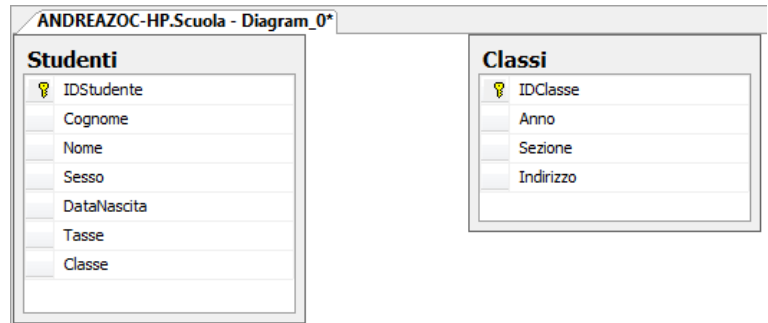 ANDREAZOC-HP.Scuola - Diagram_0*
Studenti
IDStudente
Cognome
Nome
Sesso
DataNascita
Tasse
Classe
Classi
IDClasse
Anno
Sezione
Indirizzo